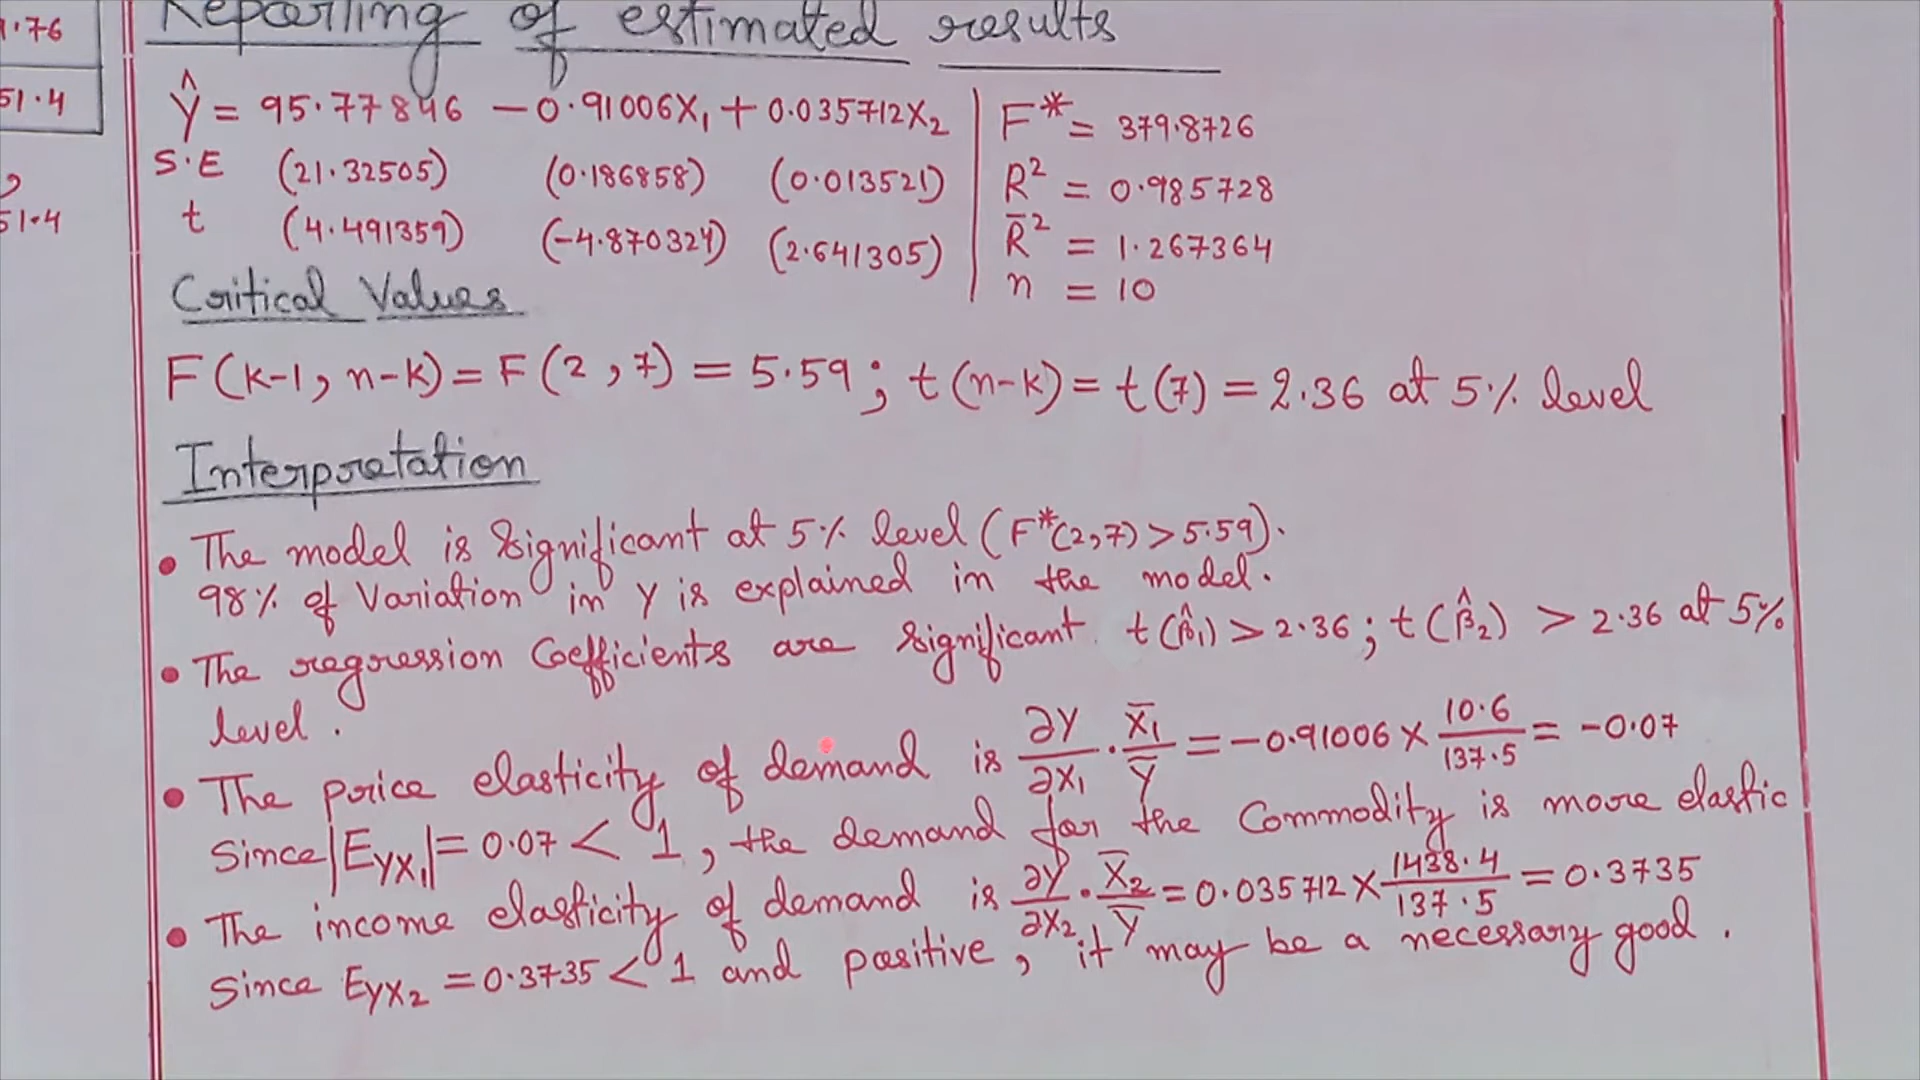 1.76
51.4
51.4
Reporting of estimated results
Ŷ = 95.77846 − 0.91006X₁ + 0.035712X₂
S.E (21.32505) (0.186858) (0.013521)
t (4.491359) (−4.870324) (2.641305)
F* = 379.8726
R² = 0.985728
R̄² = 1.267364
n = 10
Critical Values
F(K-1, n-K) = F(2, 7) = 5.59; t(n-K) = t(7) = 2.36 at 5% level
Interpretation
• The model is significant at 5% level (F*(2,7) > 5.59).
98% of Variation in Y is explained in the model.
• The regression Coefficients are significant. t(β̂₁) > 2.36; t(β̂₂) > 2.36 at 5%
level.
• The price elasticity of demand is ∂Y/∂X₁ · X̄₁/Ȳ = −0.91006 × 10.6/137.5 = −0.07
Since |EYX₁| = 0.07 < 1, the demand for the Commodity is more elastic
• The income elasticity of demand is ∂Y/∂X₂ · X̄₂/Ȳ = 0.035712 × 1438.4/137.5 = 0.3735
Since EYX₂ = 0.3735 < 1 and positive, it may be a necessary good.